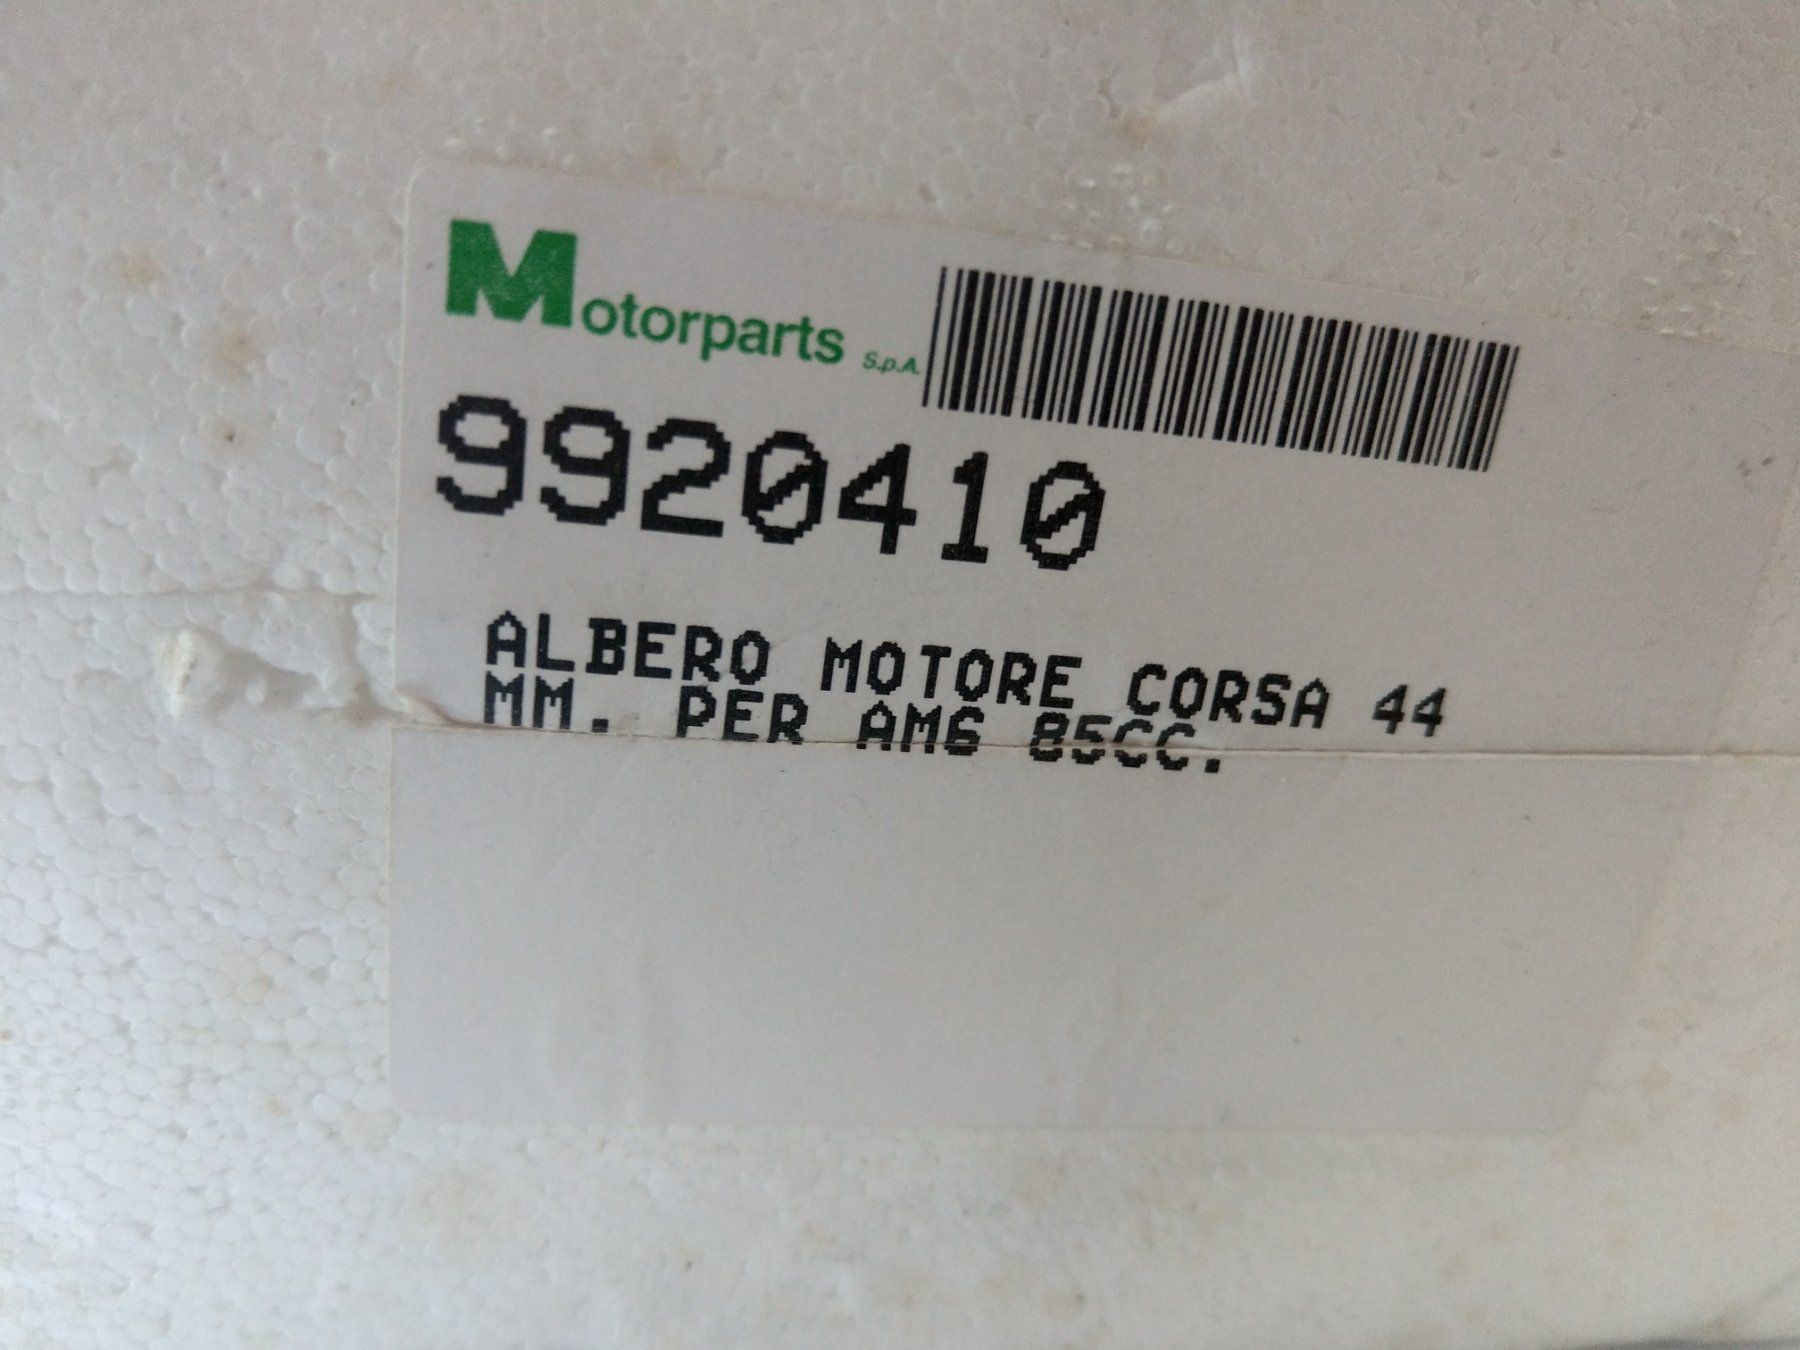 Motorparts S.p.A.
9920410
ALBERO MOTORE CORSA 44
MM. PER AM6 85CC.